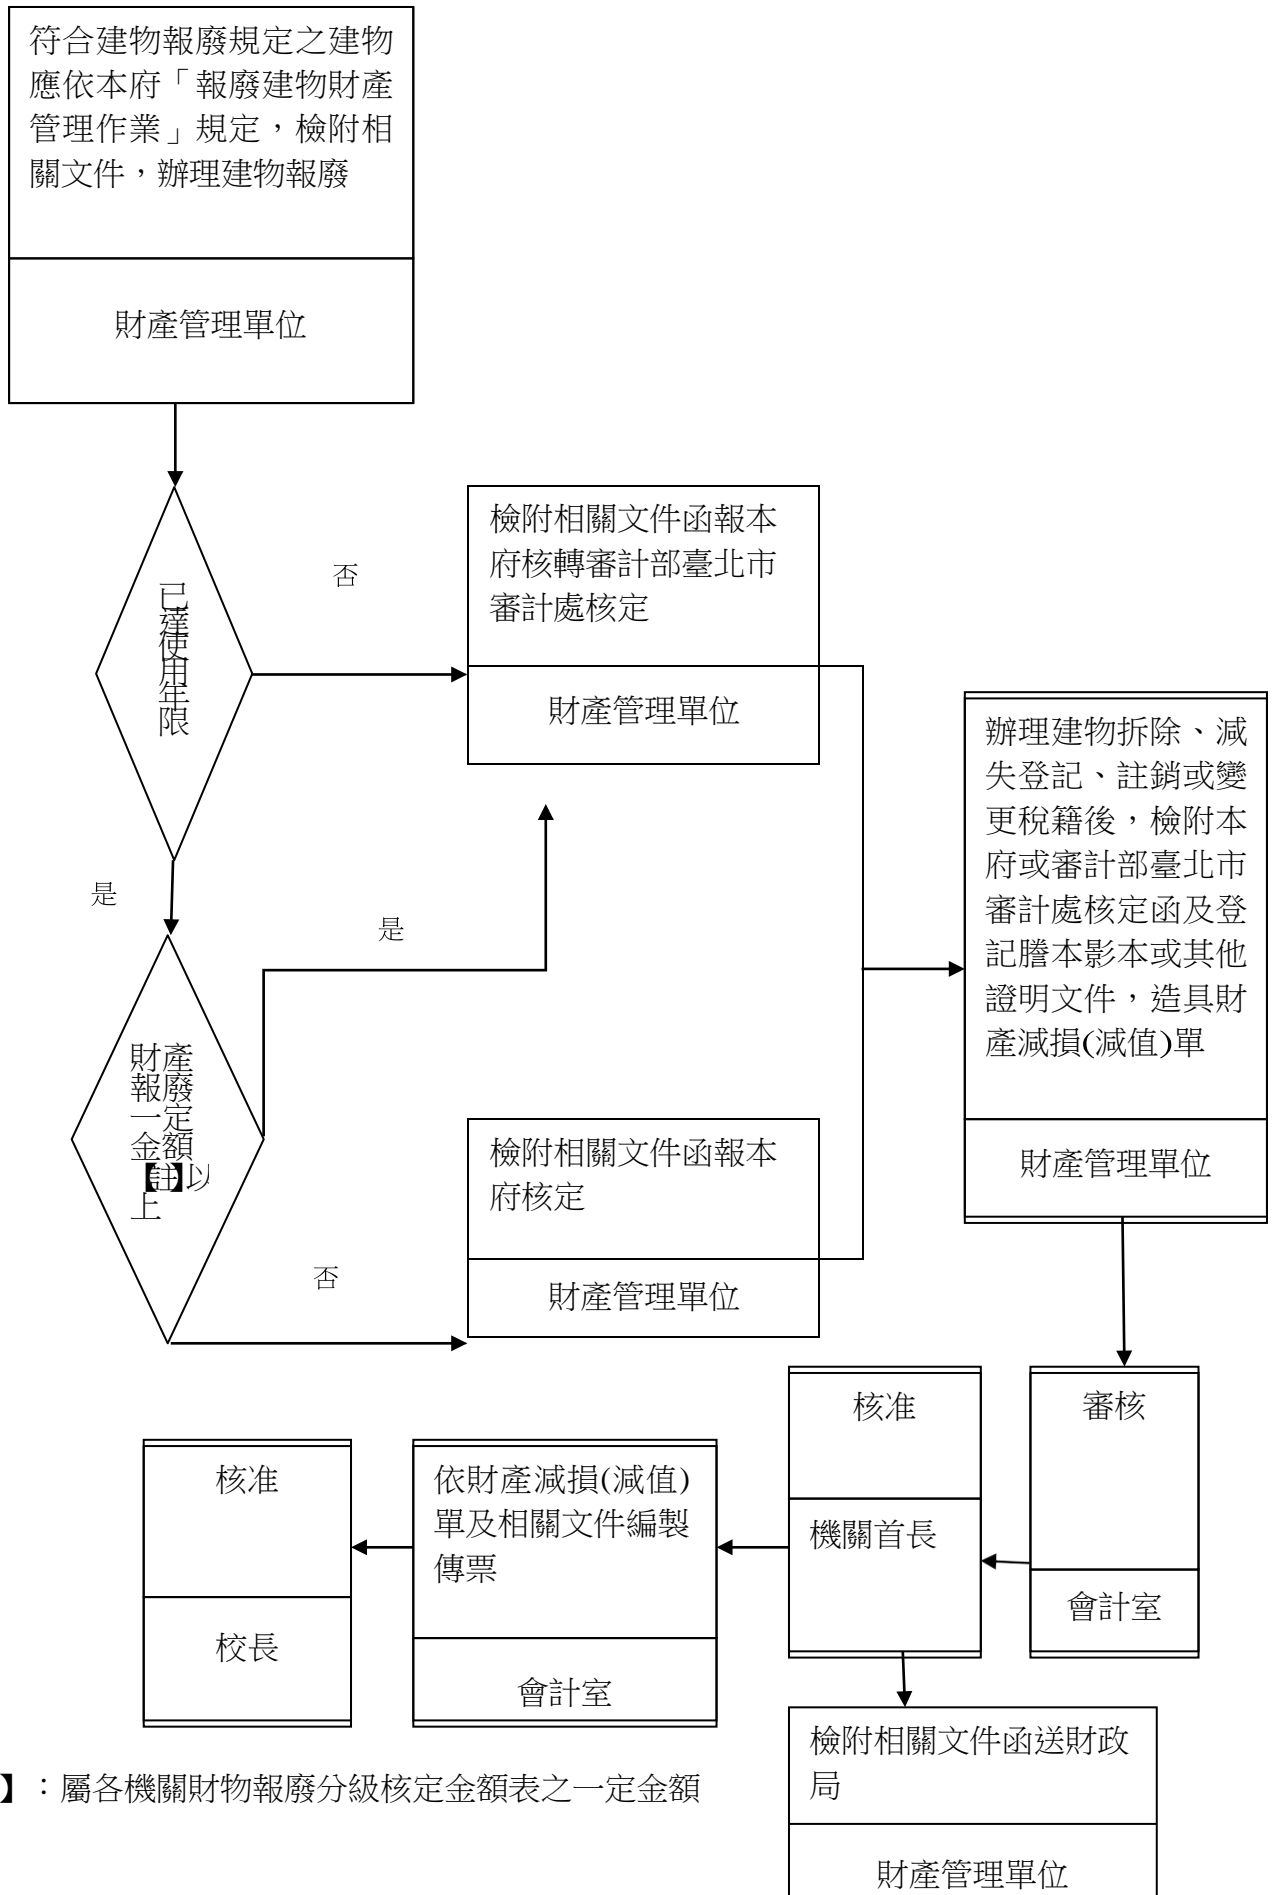 符合建物報廢規定之建物
應依本府「報廢建物財產
管理作業」規定，檢附相
關文件，辦理建物報廢
財產管理單位
已達使用年限
否
檢附相關文件函報本
府核轉審計部臺北市
審計處核定
財產管理單位
是
是
財產
報廢
一定
金額
【註】以
上
否
檢附相關文件函報本
府核定
財產管理單位
辦理建物拆除、減
失登記、註銷或變
更稅籍後，檢附本
府或審計部臺北市
審計處核定函及登
記謄本影本或其他
證明文件，造具財
產減損(減值)單
財產管理單位
審核
會計室
核准
機關首長
依財產減損(減值)
單及相關文件編製
傳票
會計室
核准
校長
檢附相關文件函送財政
局
財產管理單位
】：屬各機關財物報廢分級核定金額表之一定金額